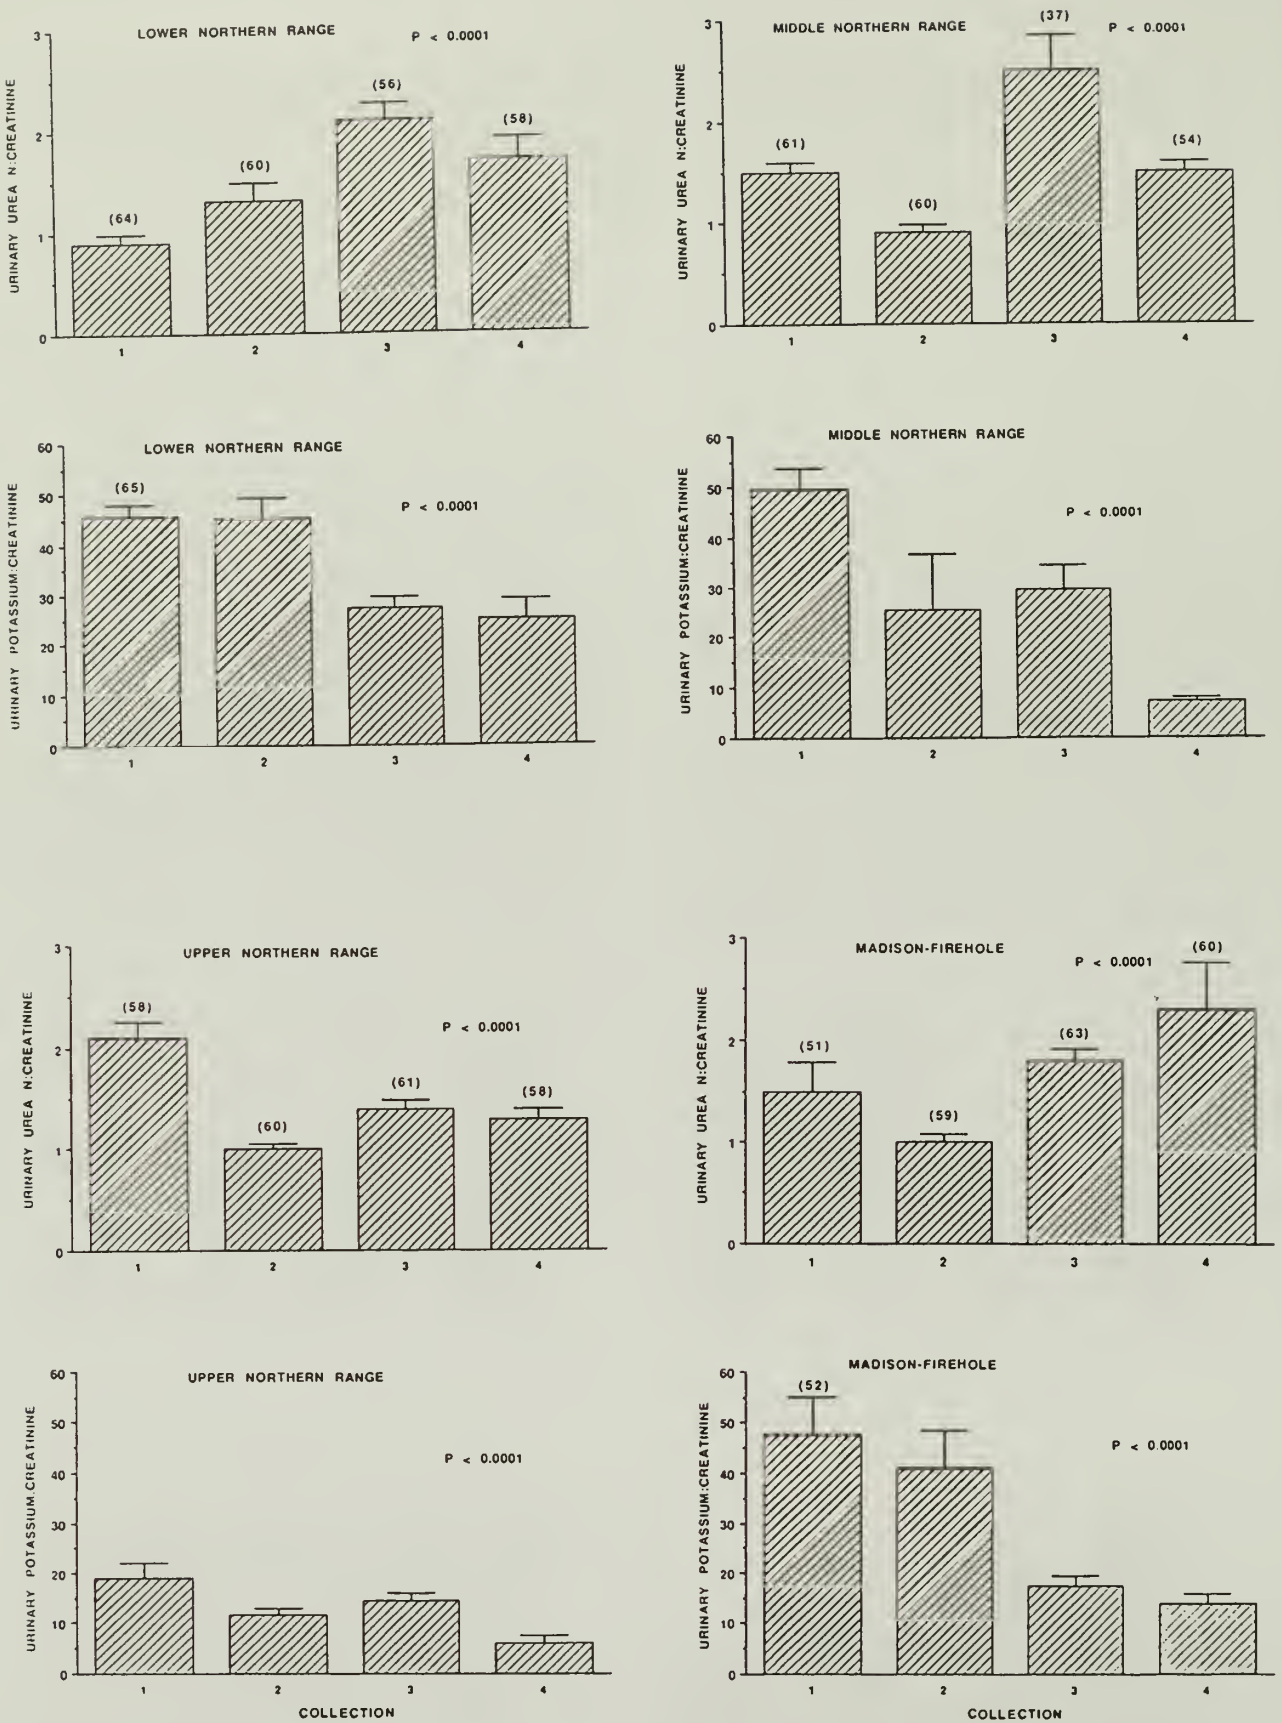 LOWER NORTHERN RANGE
P < 0.0001
URINARY UREA N:CREATININE
3
2
1
0
(64)
(60)
(56)
(58)
1 2 3 4
MIDDLE NORTHERN RANGE
P < 0.0001
URINARY UREA N:CREATININE
3
2
1
0
(61)
(60)
(37)
(54)
1 2 3 4
LOWER NORTHERN RANGE
P < 0.0001
URINARY POTASSIUM:CREATININE
60
50
40
30
20
10
0
(65)
1 2 3 4
MIDDLE NORTHERN RANGE
P < 0.0001
URINARY POTASSIUM:CREATININE
60
50
40
30
20
10
0
1 2 3 4
UPPER NORTHERN RANGE
P < 0.0001
URINARY UREA N:CREATININE
3
2
1
0
(58)
(60)
(61)
(58)
1 2 3 4
MADISON-FIREHOLE
P < 0.0001
URINARY UREA N:CREATININE
3
2
1
0
(51)
(59)
(63)
(60)
1 2 3 4
UPPER NORTHERN RANGE
P < 0.0001
URINARY POTASSIUM:CREATININE
60
50
40
30
20
10
0
1 2 3 4
COLLECTION
MADISON-FIREHOLE
P < 0.0001
URINARY POTASSIUM:CREATININE
60
50
40
30
20
10
0
(52)
1 2 3 4
COLLECTION